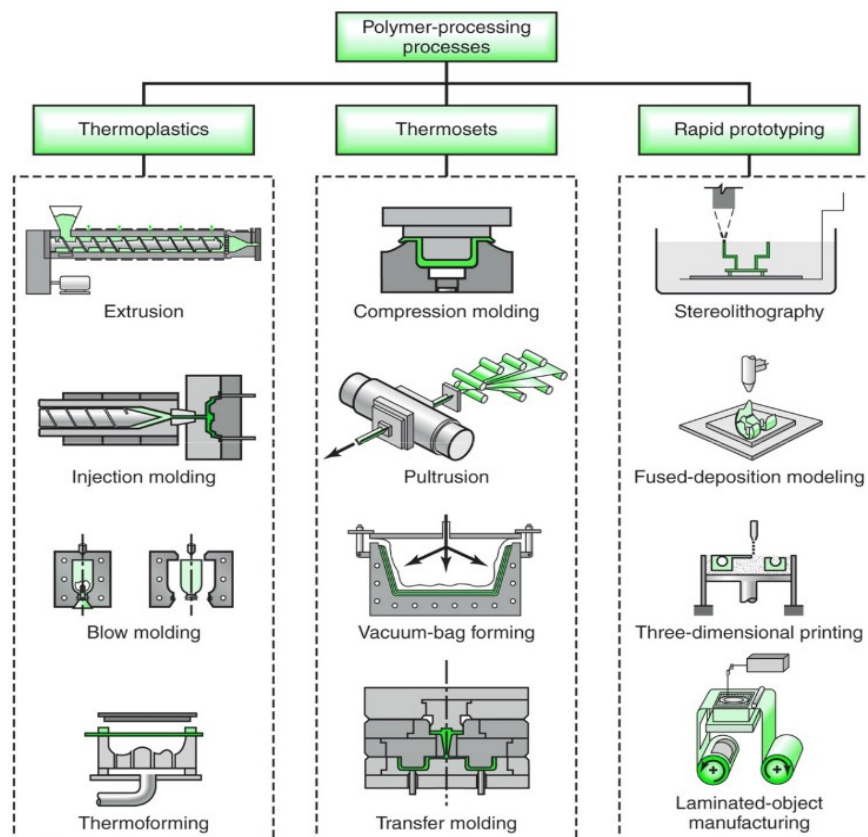 Polymer-processing
processes
Thermoplastics
Thermosets
Rapid prototyping
Extrusion
Compression molding
Stereolithography
Injection molding
Pultrusion
Fused-deposition modeling
Blow molding
Vacuum-bag forming
Three-dimensional printing
Thermoforming
Transfer molding
Laminated-object
manufacturing